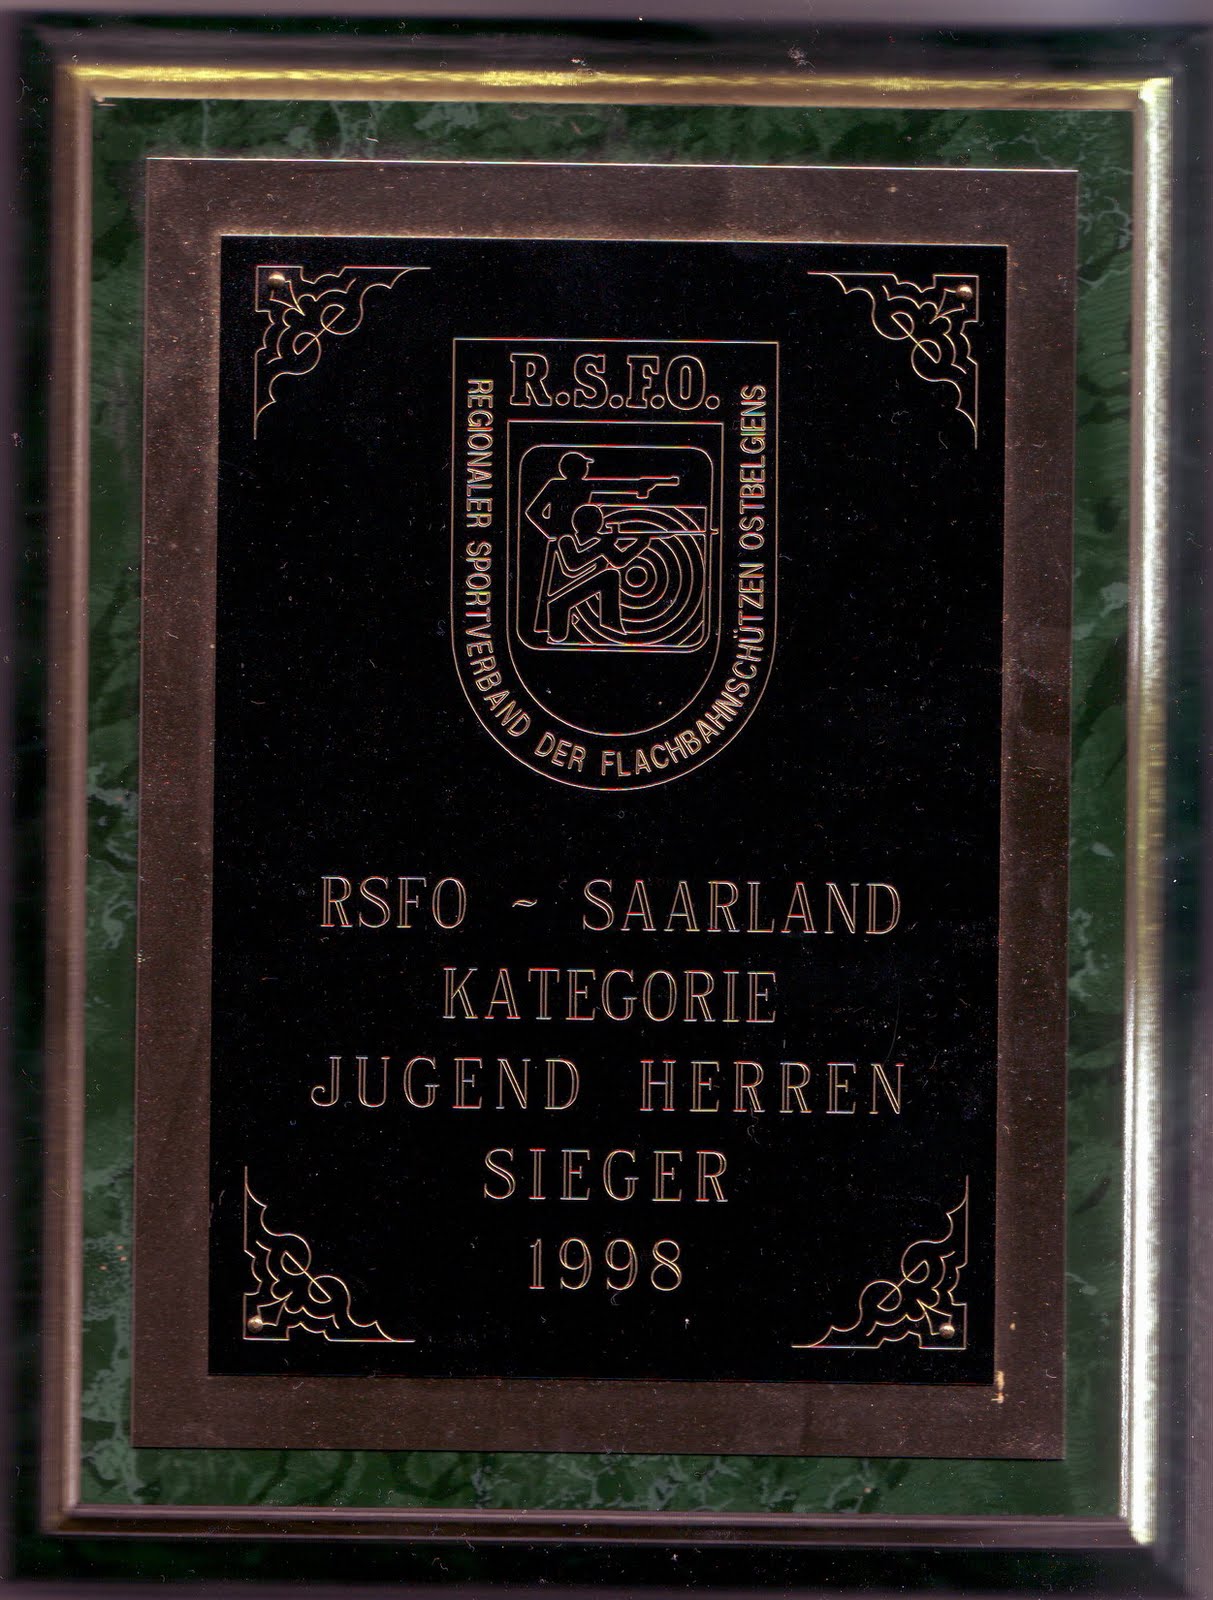 R.S.F.O.
REGIONALER SPORTVERBAND DER FLACHBAHNSCHÜTZEN OSTBELGIENS
RSFO - SAARLAND
KATEGORIE
JUGEND HERREN
SIEGER
1998